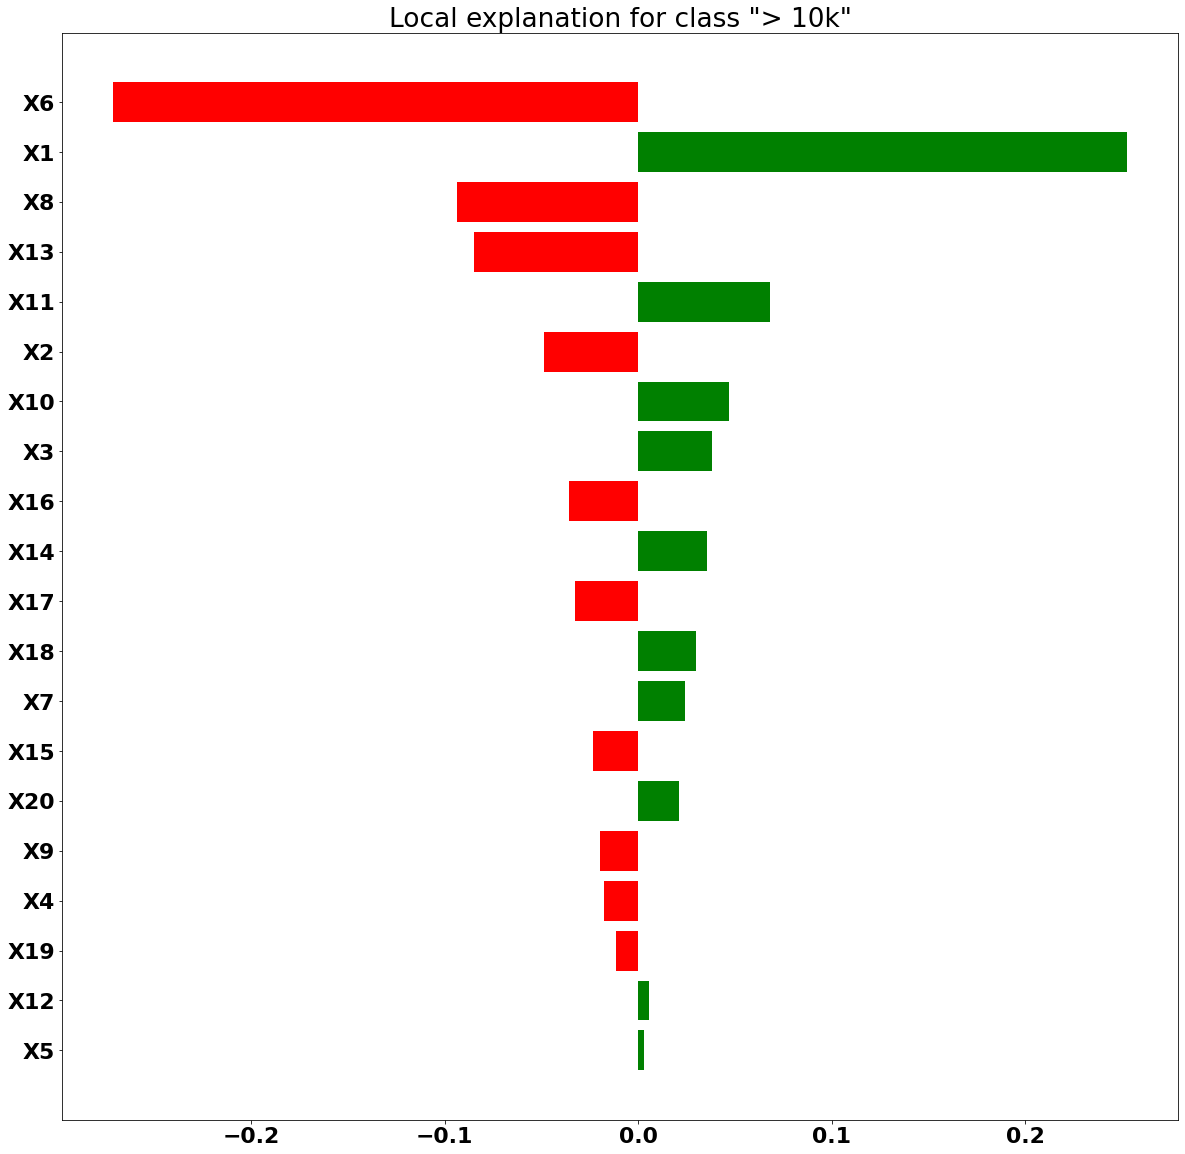 Local explanation for class "> 10k"
X6
X1
X8
X13
X11
X2
X10
X3
X16
X14
X17
X18
X7
X15
X20
X9
X4
X19
X12
X5
−0.2 −0.1 0.0 0.1 0.2